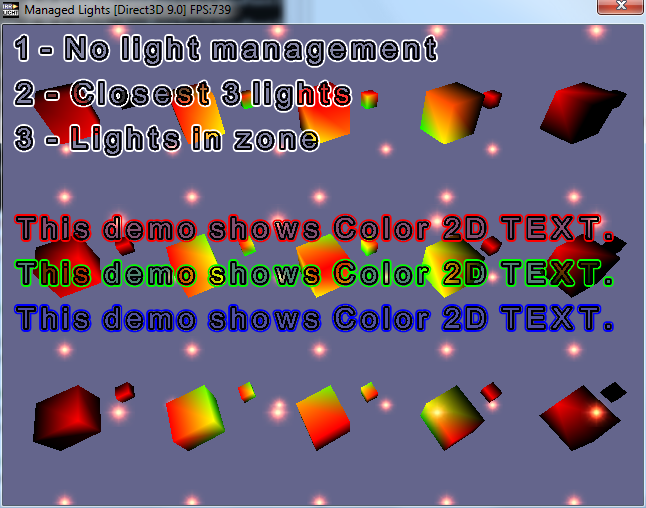 Managed Lights [Direct3D 9.0] FPS:739
1 - No light management
2 - Closest 3 lights
3 - Lights in zone
This demo shows Color 2D TEXT.
This demo shows Color 2D TEXT.
This demo shows Color 2D TEXT.